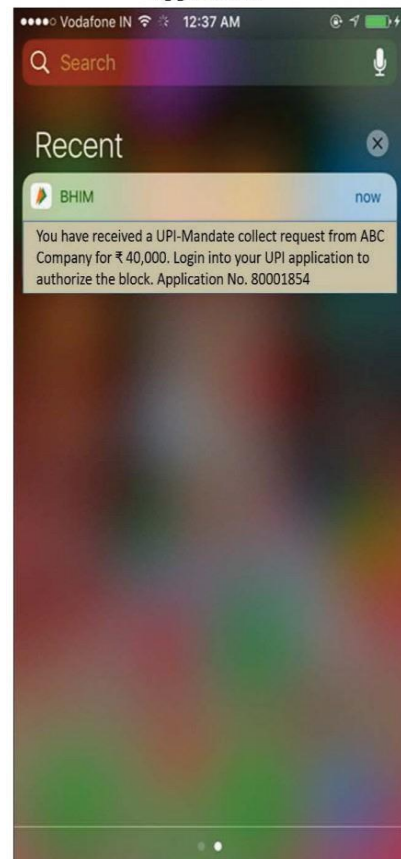 Vodafone IN 12:37 AM
Search
Recent
BHIM now
You have received a UPI-Mandate collect request from ABC
Company for ₹ 40,000. Login into your UPI application to
authorize the block. Application No. 80001854